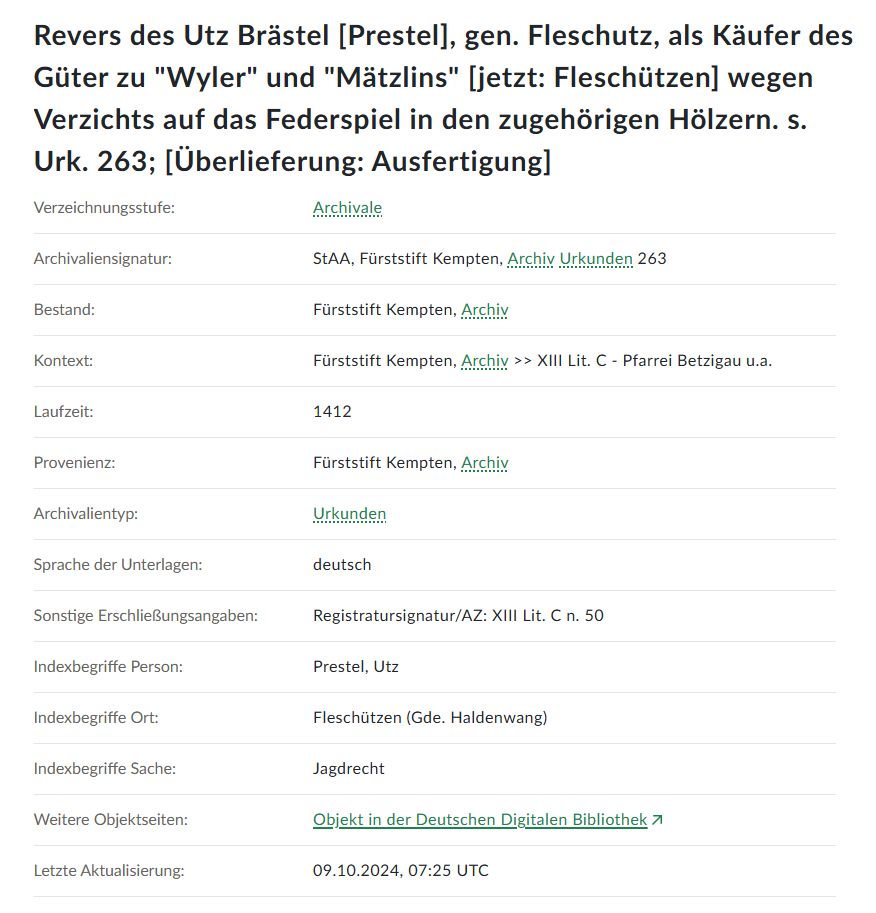 Revers des Utz Brästel [Prestel], gen. Fleschutz, als Käufer des
Güter zu "Wyler" und "Mätzlins" [jetzt: Fleschützen] wegen
Verzichts auf das Federspiel in den zugehörigen Hölzern. s.
Urk. 263; [Überlieferung: Ausfertigung]
Verzeichnungsstufe: Archivale
Archivaliensignatur: StAA, Fürststift Kempten, Archiv Urkunden 263
Bestand: Fürststift Kempten, Archiv
Kontext: Fürststift Kempten, Archiv >> XIII Lit. C - Pfarrei Betzigau u.a.
Laufzeit: 1412
Provenienz: Fürststift Kempten, Archiv
Archivalientyp: Urkunden
Sprache der Unterlagen: deutsch
Sonstige Erschließungsangaben: Registratursignatur/AZ: XIII Lit. C n. 50
Indexbegriffe Person: Prestel, Utz
Indexbegriffe Ort: Fleschützen (Gde. Haldenwang)
Indexbegriffe Sache: Jagdrecht
Weitere Objektseiten: Objekt in der Deutschen Digitalen Bibliothek
Letzte Aktualisierung: 09.10.2024, 07:25 UTC